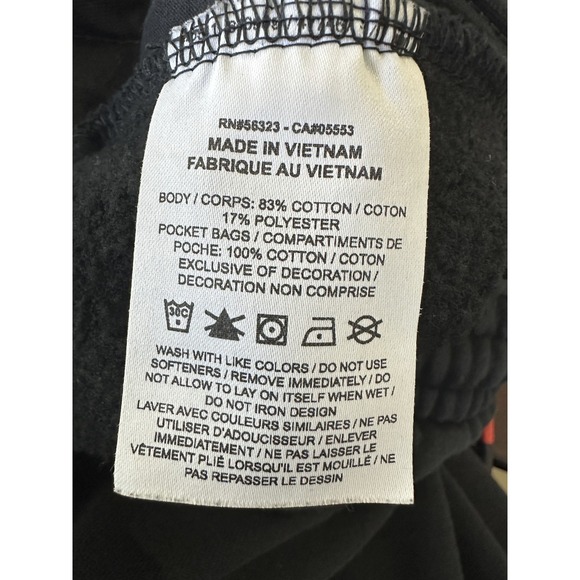 RN#56323 - CA#05553
MADE IN VIETNAM
FABRIQUE AU VIETNAM
BODY / CORPS: 83% COTTON / COTON
17% POLYESTER
POCKET BAGS / COMPARTIMENTS DE
POCHE: 100% COTTON / COTON
EXCLUSIVE OF DECORATION /
DECORATION NON COMPRISE
30C
WASH WITH LIKE COLORS / DO NOT USE
SOFTENERS / REMOVE IMMEDIATELY / DO
NOT ALLOW TO LAY ON ITSELF WHEN WET /
DO NOT IRON DESIGN
LAVER AVEC COULEURS SIMILAIRES / NE PAS
UTILISER D'ADOUCISSEUR / ENLEVER
IMMÉDIATEMENT / NE PAS LAISSER LE
VÊTEMENT PLIÉ LORSQU'IL EST MOUILLÉ / NE
PAS REPASSER LE DESSIN